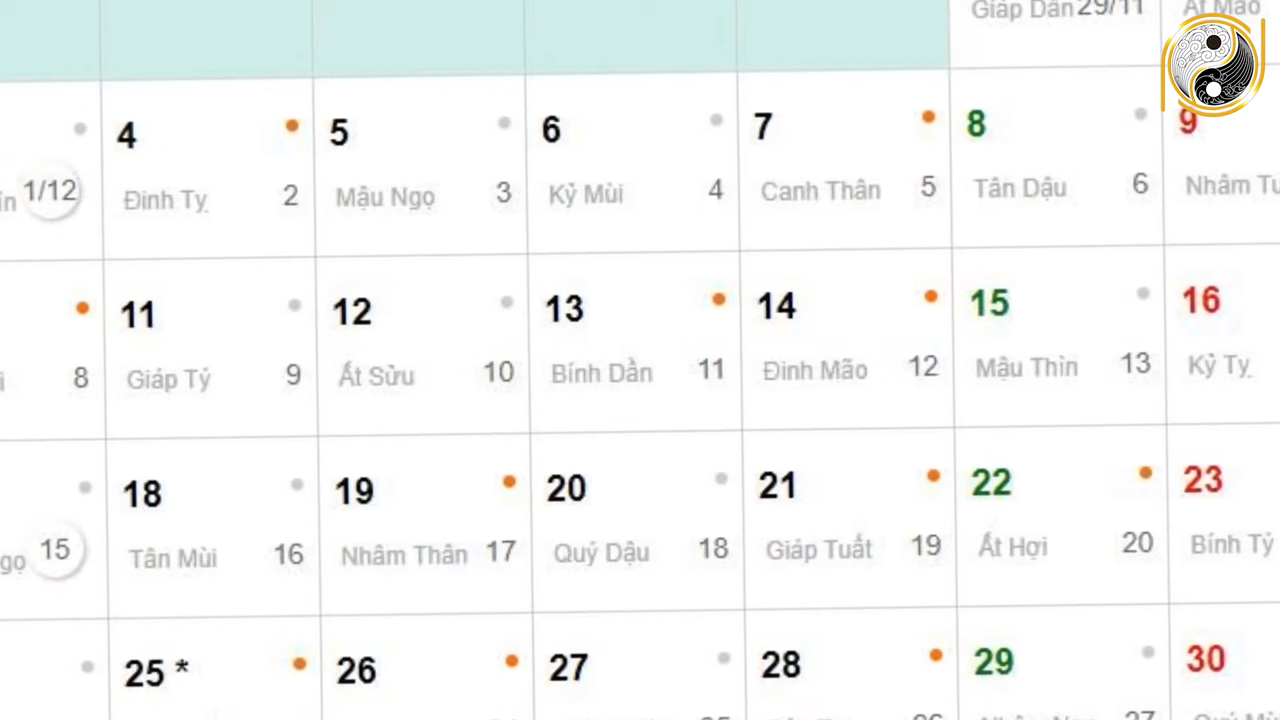 Giáp Dần 29/11 Ất Mão
4 5 6 7 8 9
1/12 Đinh Tỵ 2 Mậu Ngọ 3 Kỷ Mùi 4 Canh Thân 5 Tân Dậu 6 Nhâm
11 12 13 14 15 16
8 Giáp Tý 9 Ất Sửu 10 Bính Dần 11 Đinh Mão 12 Mậu Thìn 13 Kỷ Tỵ
18 19 20 21 22 23
15 Tân Mùi 16 Nhâm Thân 17 Quý Dậu 18 Giáp Tuất 19 Ất Hợi 20 Bính Tý
25 * 26 27 28 29 30